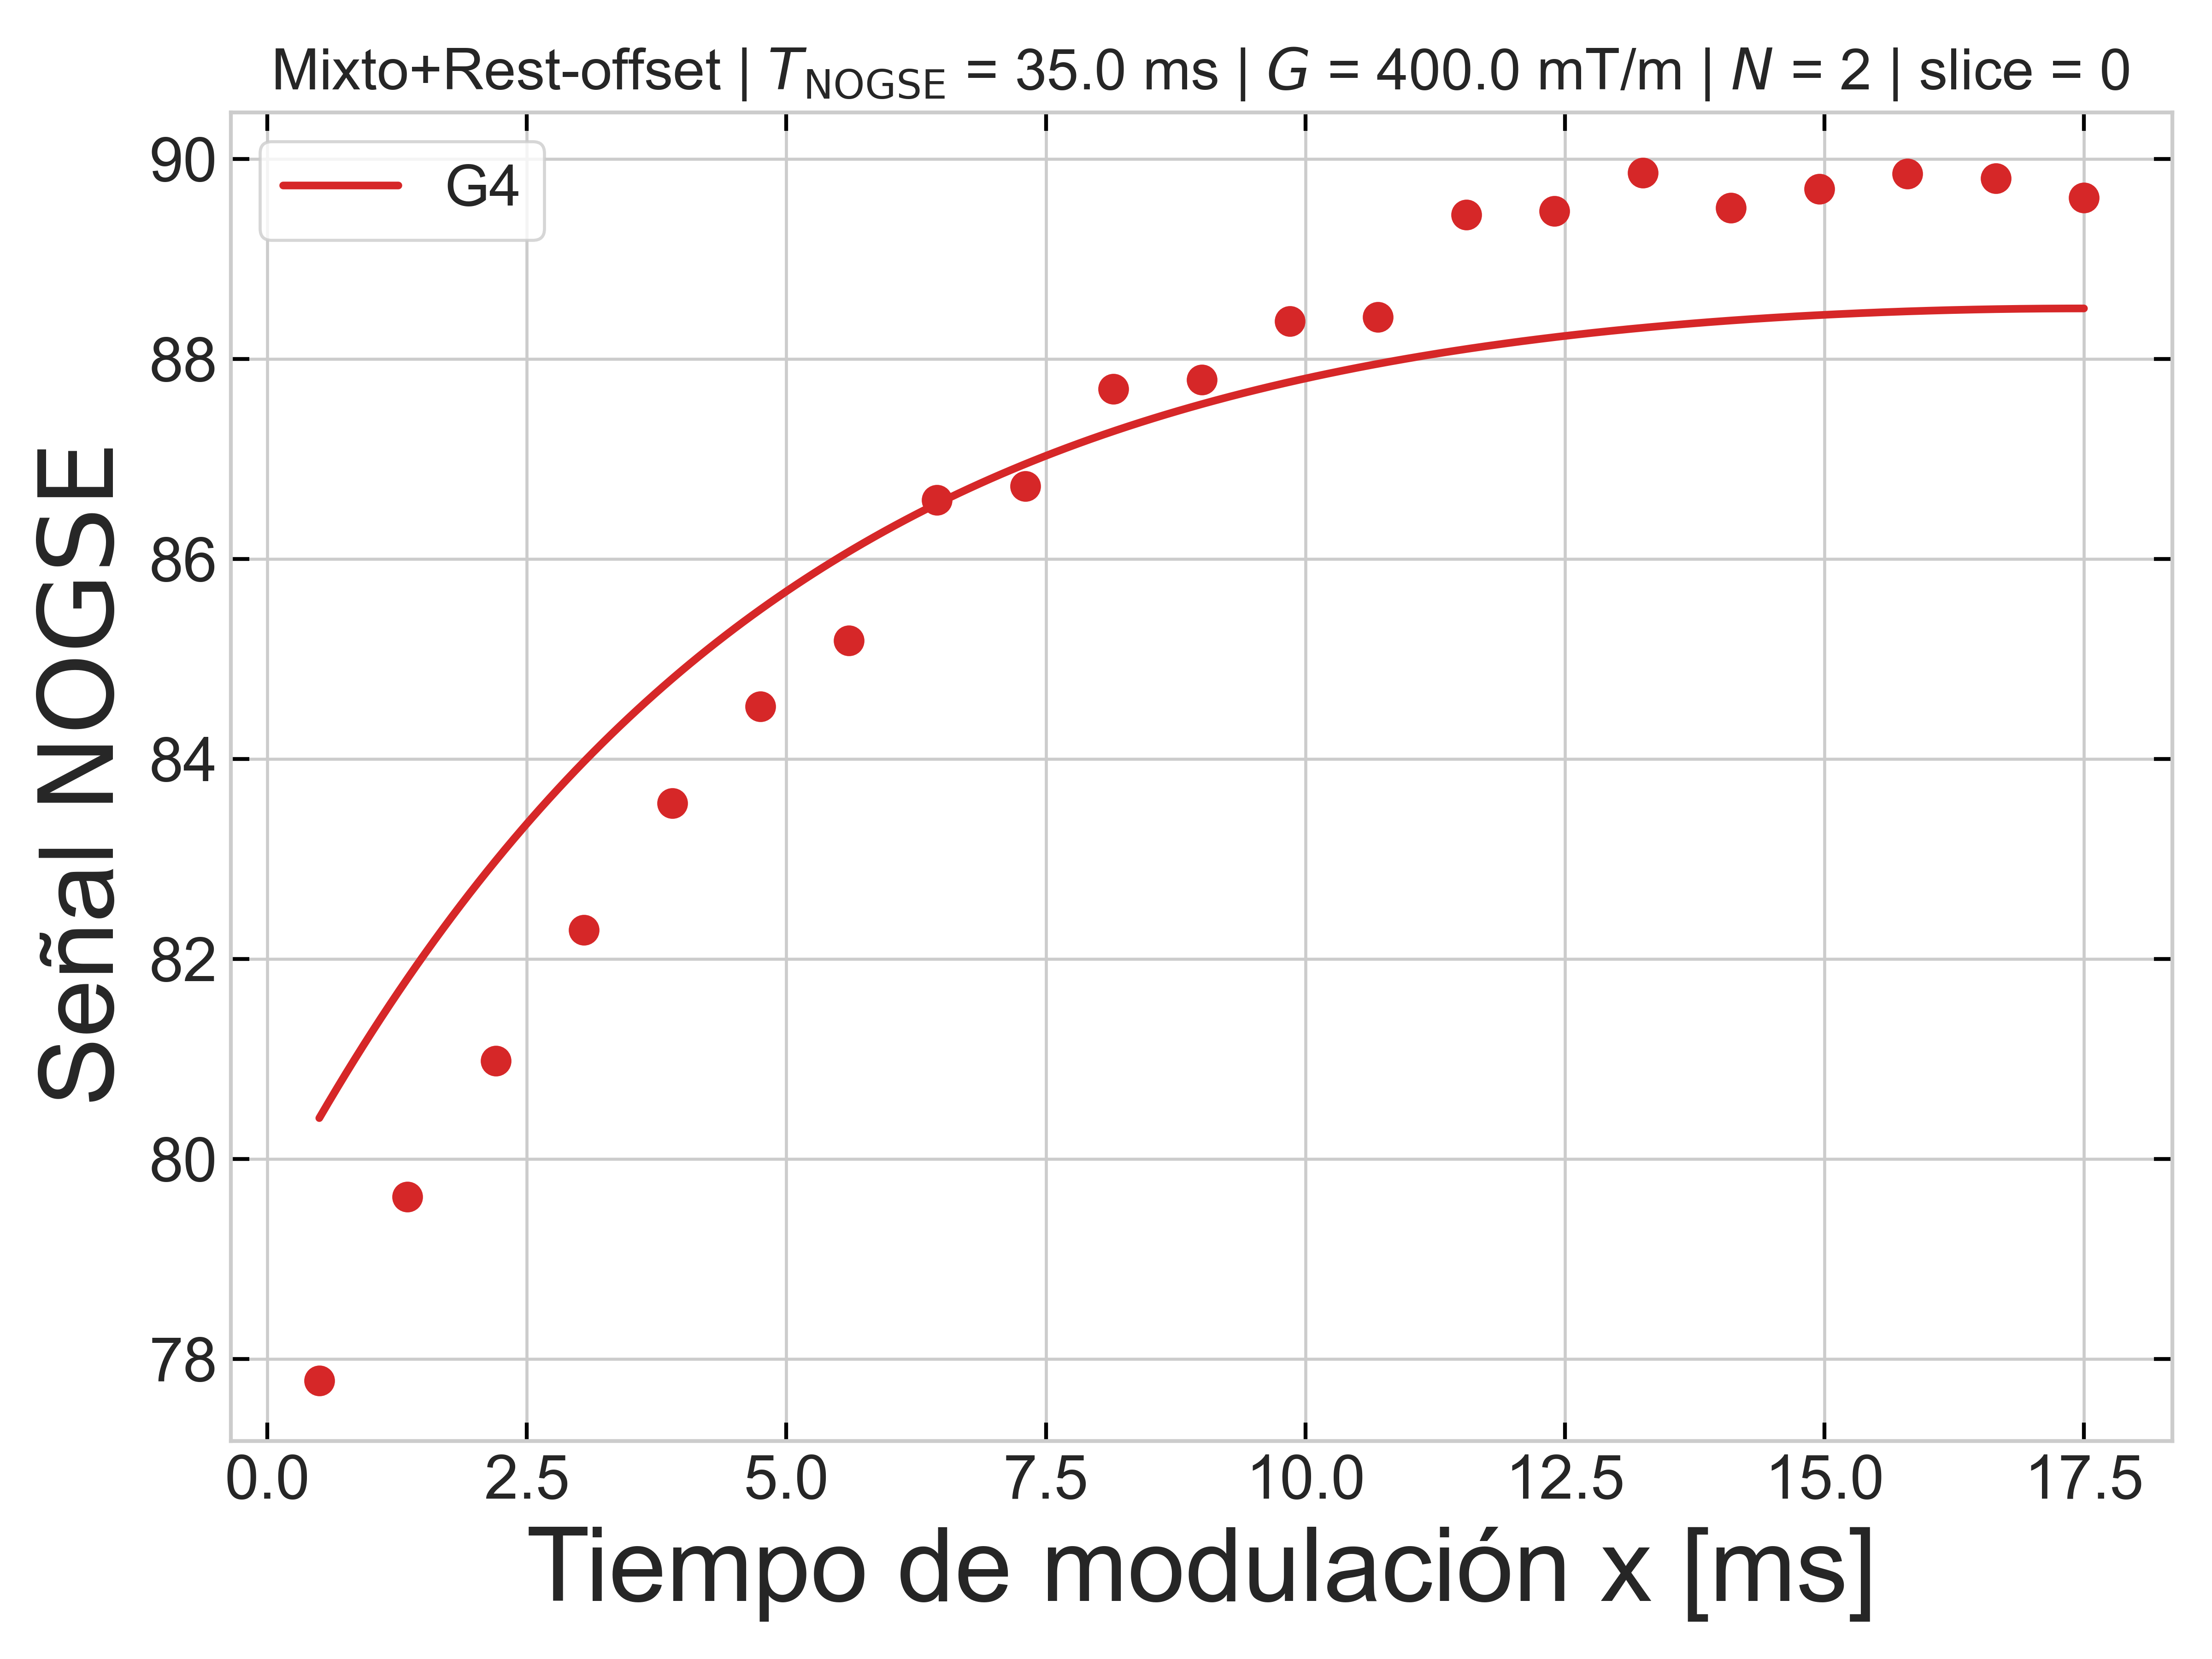 Mixto+Rest-offset | T_NOGSE = 35.0 ms | G = 400.0 mT/m | N = 2 | slice = 0
G4
90
88
86
84
82
80
78
Señal NOGSE
0.0 2.5 5.0 7.5 10.0 12.5 15.0 17.5
Tiempo de modulación x [ms]